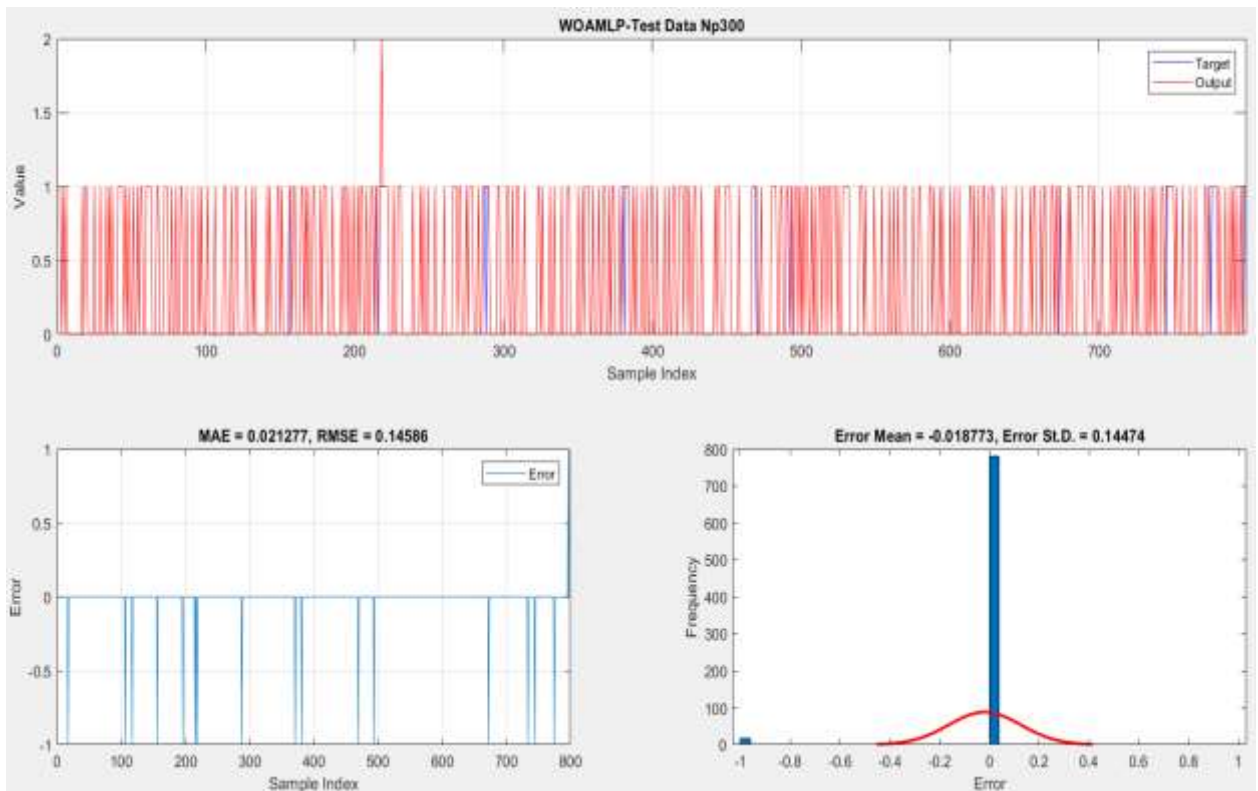 WOAMLP-Test Data Np300
2
1.5
1
0.5
0
Value
Target
Output
0 100 200 300 400 500 600 700
Sample Index
MAE = 0.021277, RMSE = 0.14586
1
0.5
0
-0.5
-1
Error
Error
0 100 200 300 400 500 600 700 800
Sample Index
Error Mean = -0.018773, Error St.D. = 0.14474
800
700
600
500
400
300
200
100
0
Frequency
-1 -0.8 -0.6 -0.4 -0.2 0 0.2 0.4 0.6 0.8 1
Error